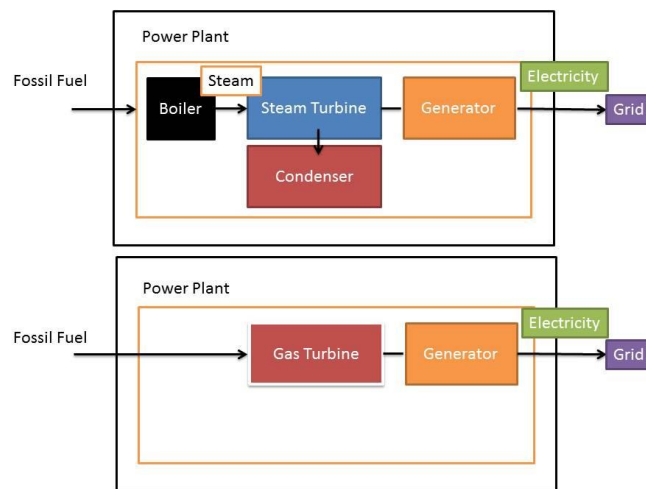 Power Plant
Fossil Fuel
Steam
Electricity
Boiler
Steam Turbine
Generator
Grid
Condenser
Power Plant
Fossil Fuel
Electricity
Gas Turbine
Generator
Grid